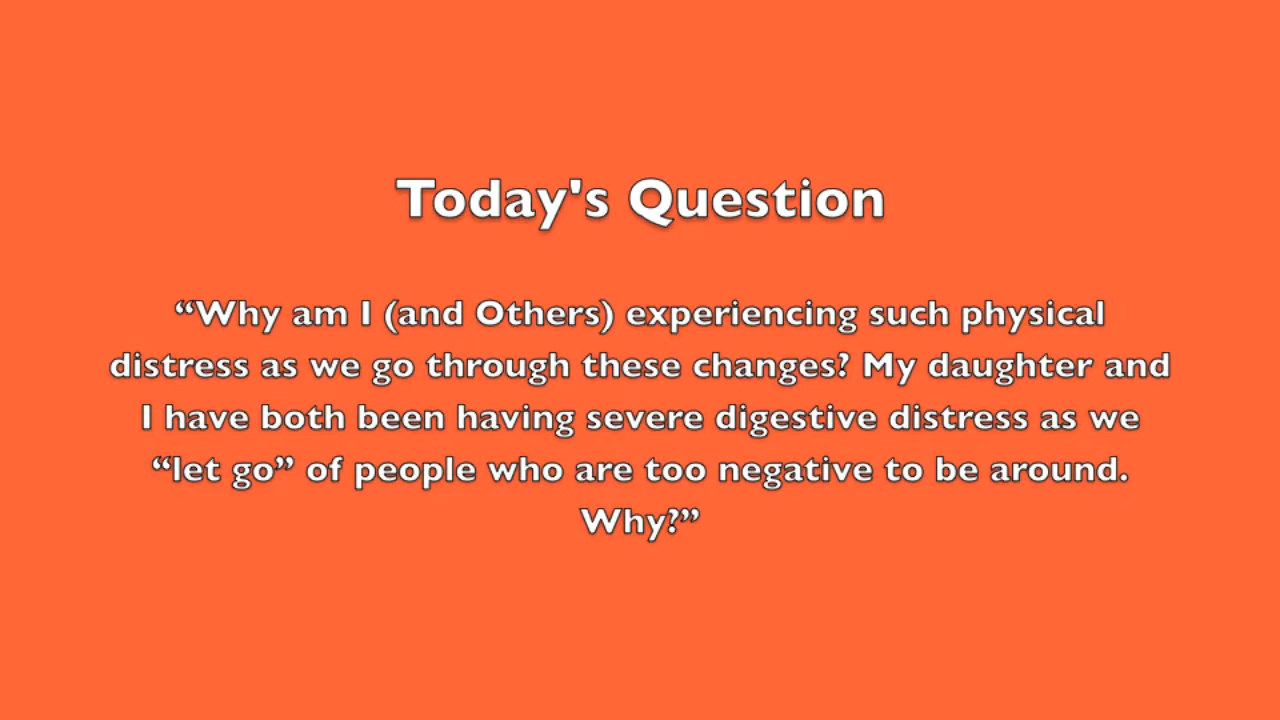 Today's Question
“Why am I (and Others) experiencing such physical
distress as we go through these changes? My daughter and
I have both been having severe digestive distress as we
“let go” of people who are too negative to be around.
Why?”